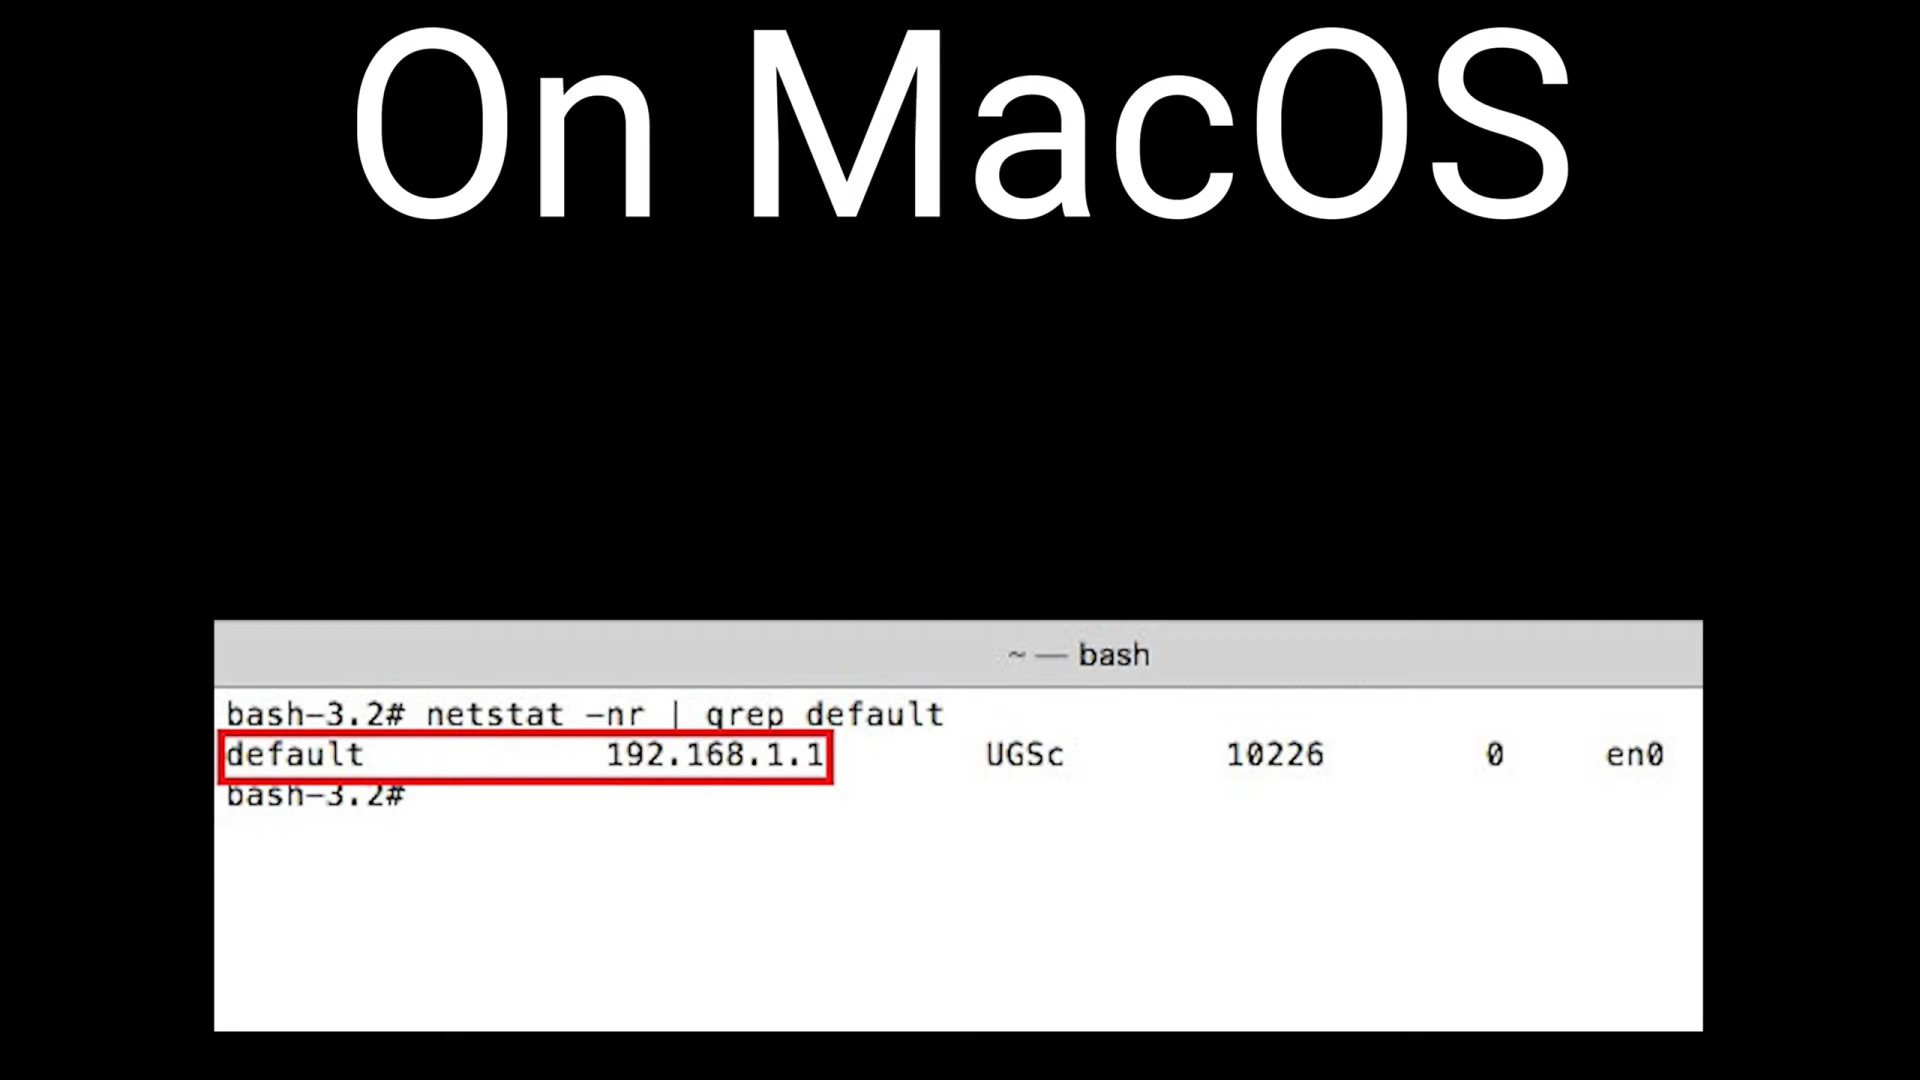 On MacOS
~ — bash
bash-3.2# netstat -nr | grep default
default 192.168.1.1 UGSc 10226 0 en0
bash-3.2#